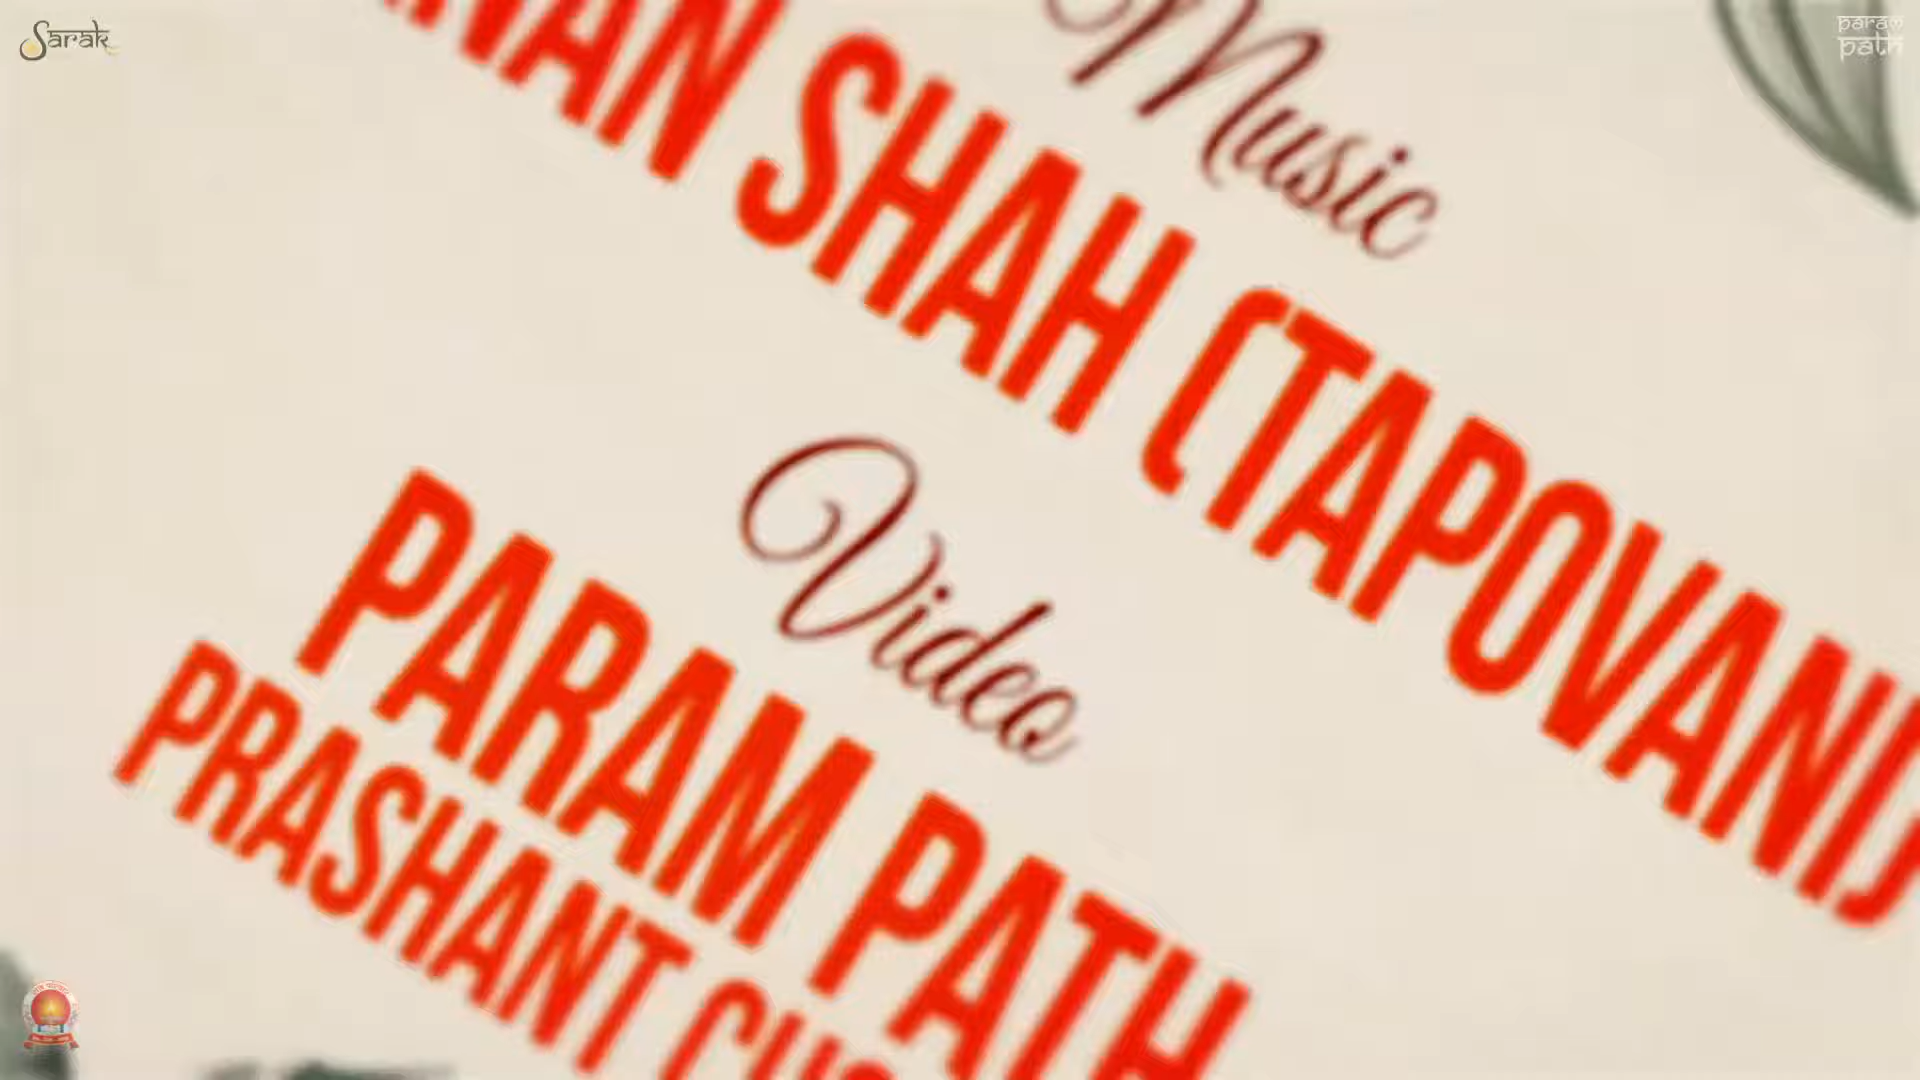 Sarak
param
path
Music
SHAH (TAPOVANI)
Video
PARAM PATH
PRASHANT